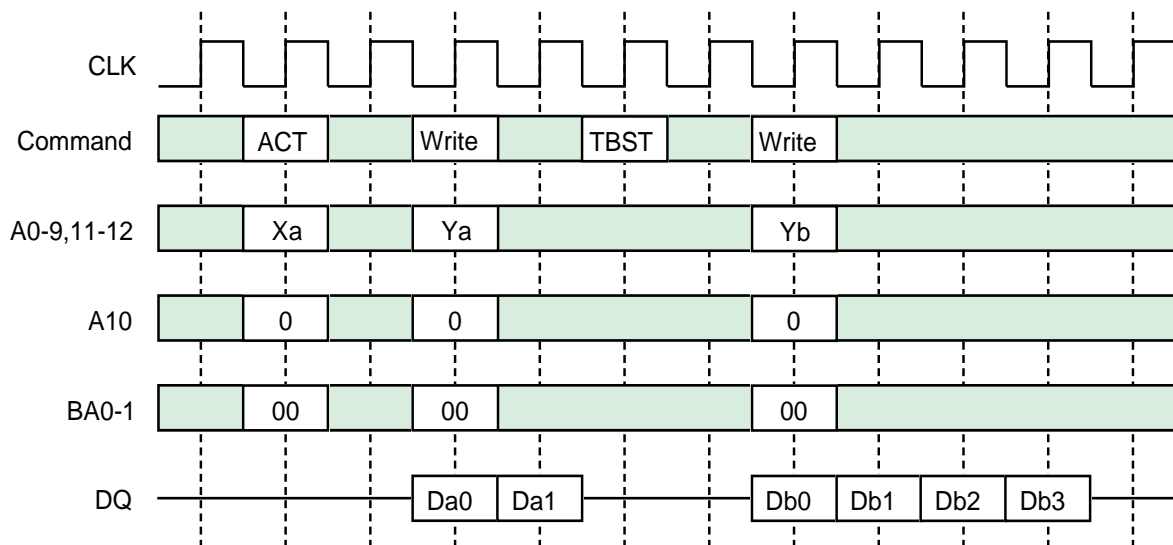 CLK
Command ACT Write TBST Write
A0-9,11-12 Xa Ya Yb
A10 0 0 0
BA0-1 00 00 00
DQ Da0 Da1 Db0 Db1 Db2 Db3